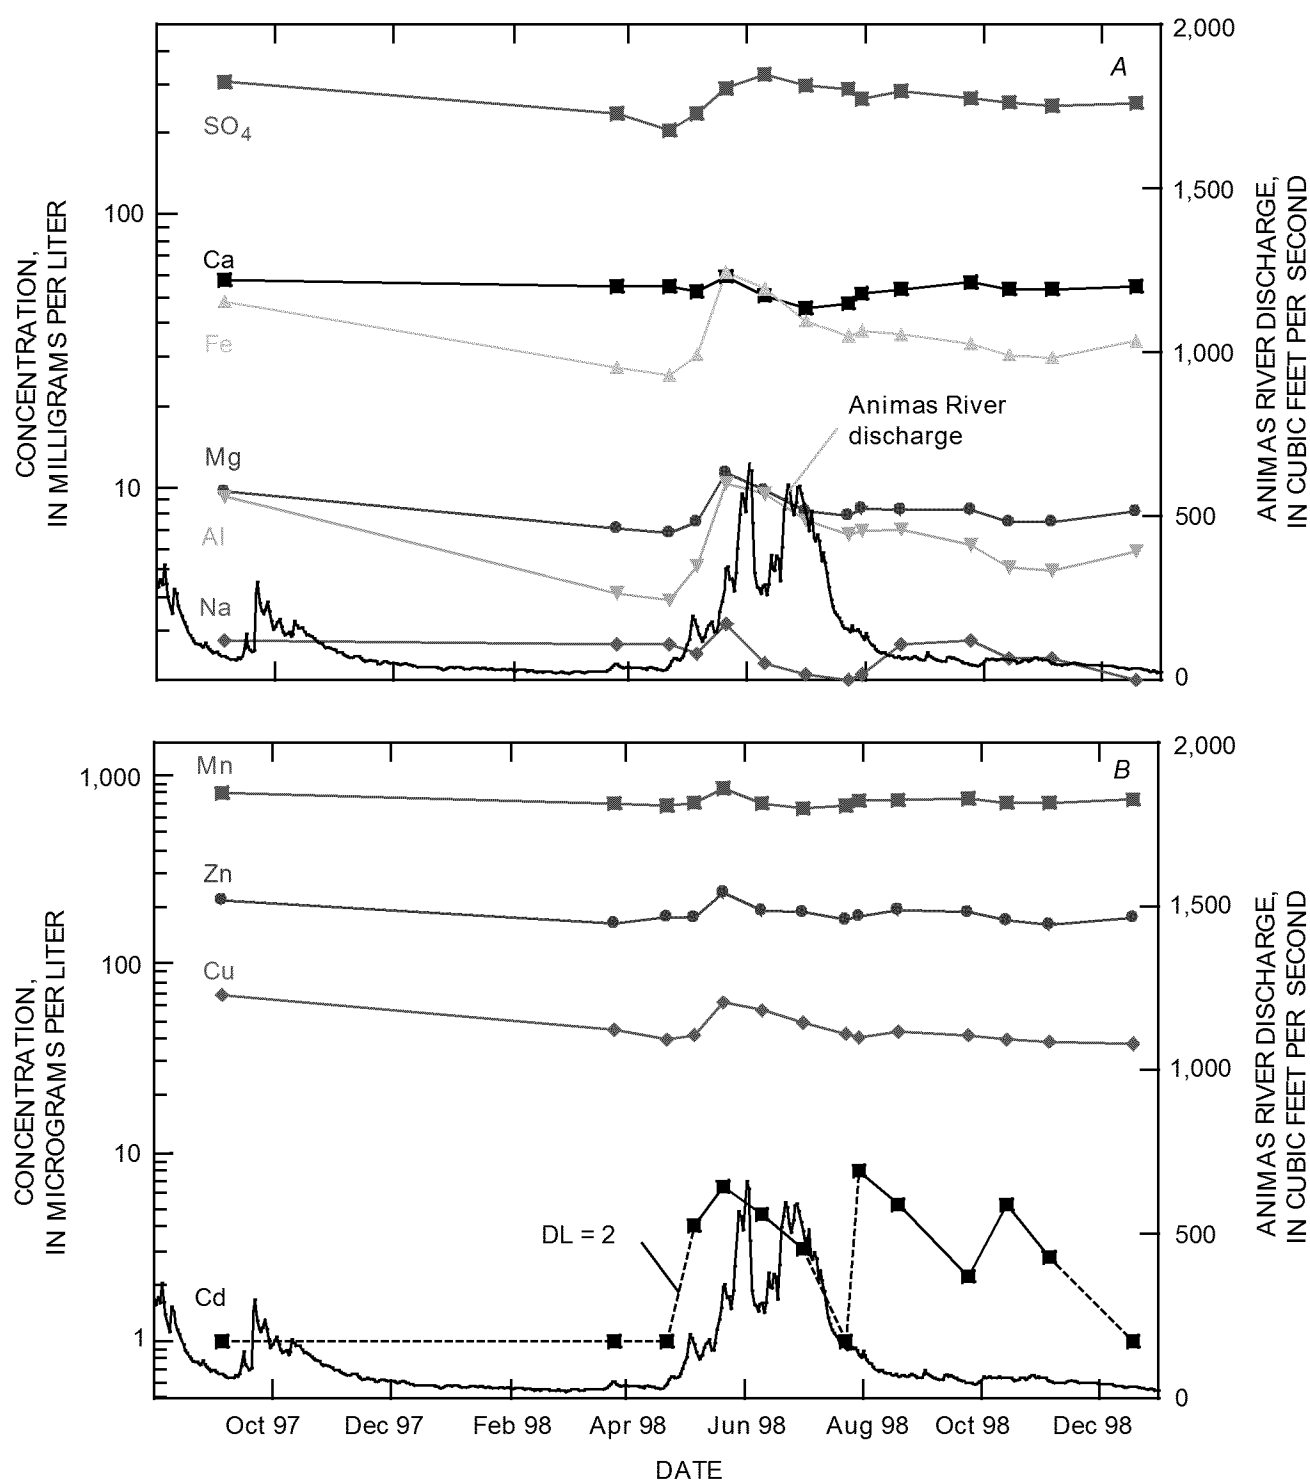 2,000
A
SO4
1,500
100
Ca
Fe
1,000
Animas River
discharge
Mg
10
500
Al
Na
0
CONCENTRATION,
IN MILLIGRAMS PER LITER
ANIMAS RIVER DISCHARGE,
IN CUBIC FEET PER SECOND
2,000
Mn
B
1,000
Zn
1,500
Cu
100
1,000
10
DL = 2
500
Cd
1
0
CONCENTRATION,
IN MICROGRAMS PER LITER
ANIMAS RIVER DISCHARGE,
IN CUBIC FEET PER SECOND
Oct 97 Dec 97 Feb 98 Apr 98 Jun 98 Aug 98 Oct 98 Dec 98
DATE